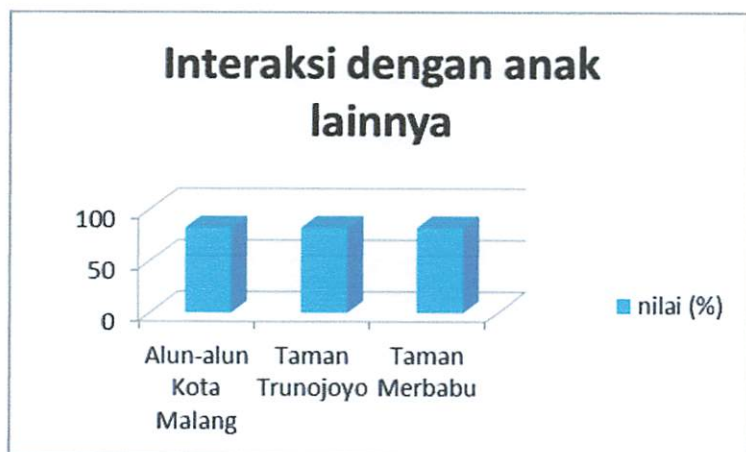 Interaksi dengan anak
lainnya
100
50
0
Alun-alun
Kota
Malang
Taman
Trunojoyo
Taman
Merbabu
nilai (%)